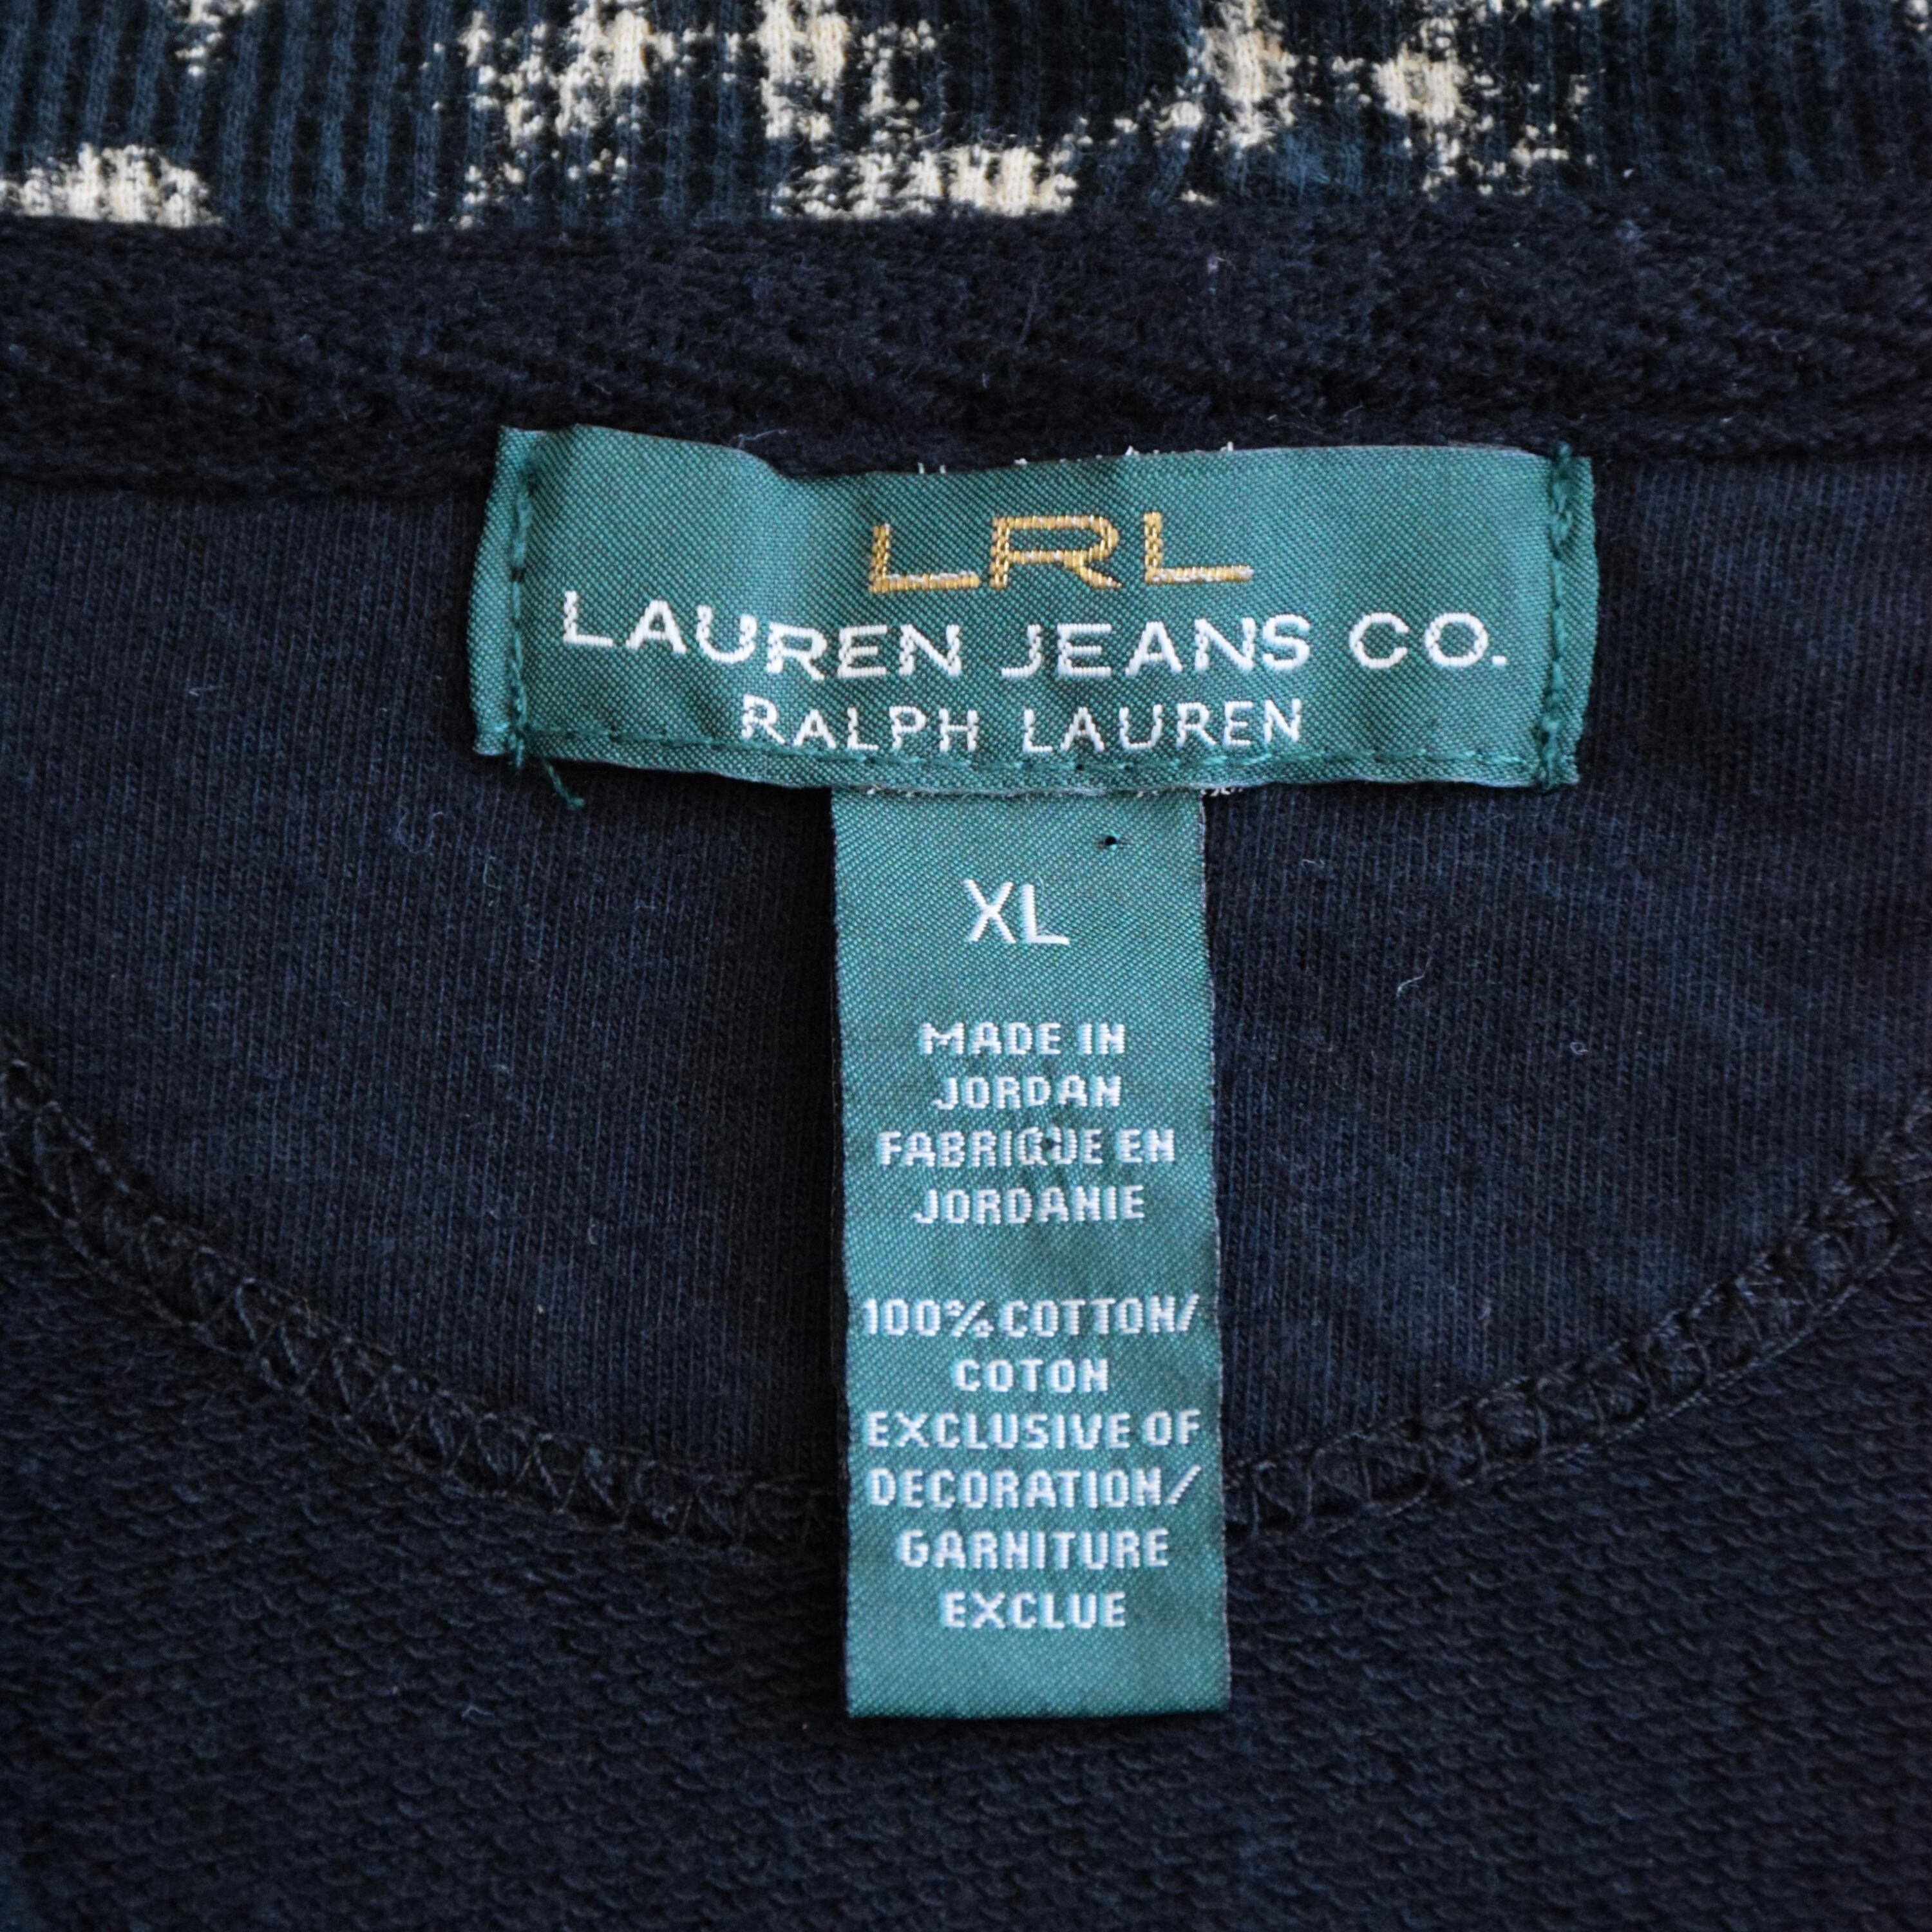 LRL
LAUREN JEANS CO.
RALPH LAUREN
XL
MADE IN
JORDAN
FABRIQUE EN
JORDANIE
100% COTTON/
COTON
EXCLUSIVE OF
DECORATION/
GARNITURE
EXCLUE